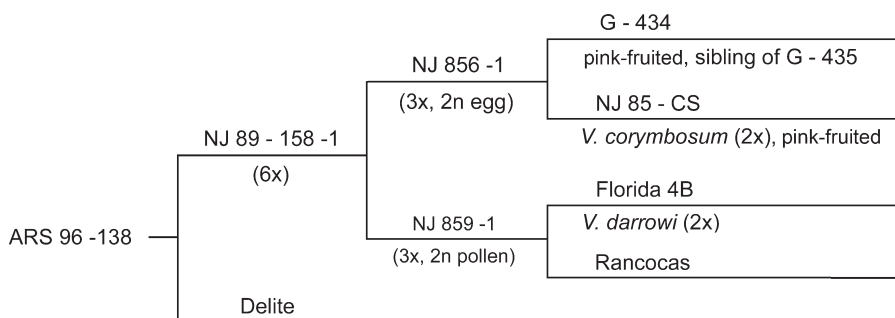 G - 434
pink-fruited, sibling of G - 435
NJ 856 -1
(3x, 2n egg)
NJ 85 - CS
V. corymbosum (2x), pink-fruited
NJ 89 - 158 -1
(6x)
Florida 4B
V. darrowi (2x)
NJ 859 -1
(3x, 2n pollen)
Rancocas
ARS 96 -138
Delite